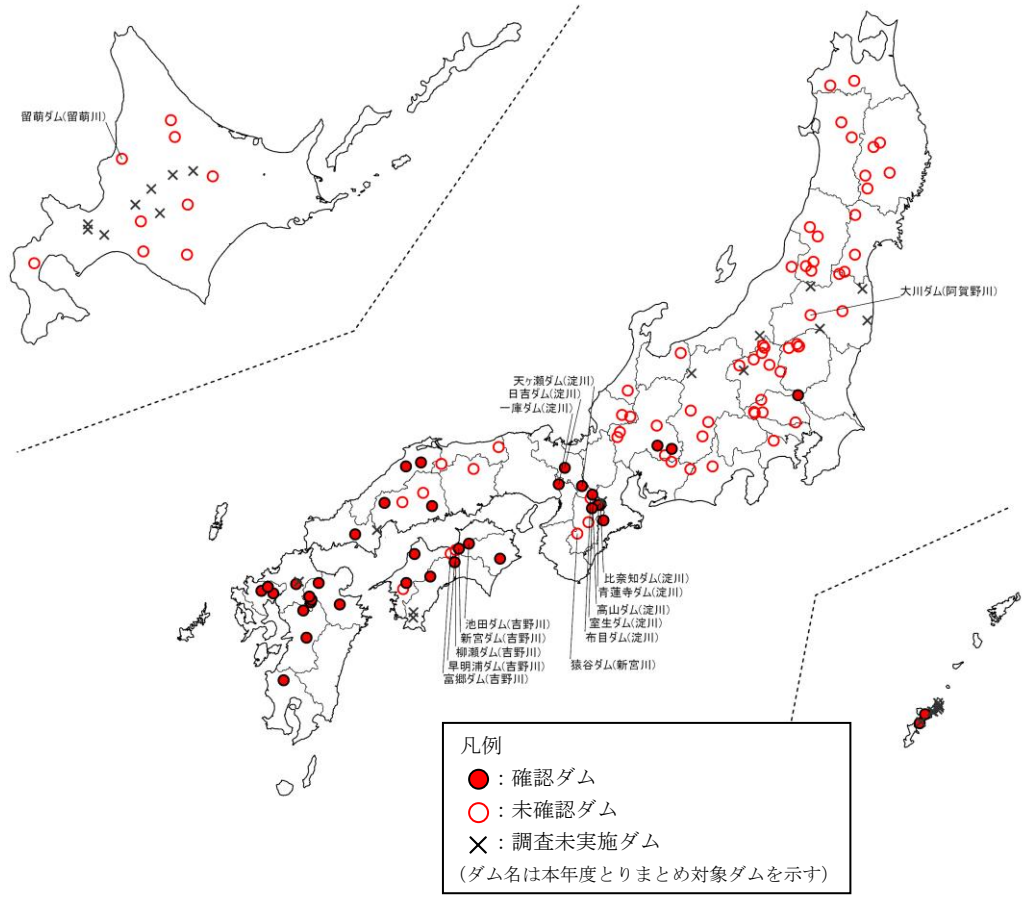 留萌ダム(留萌川)
大川ダム(阿賀野川)
天ヶ瀬ダム(淀川)
日吉ダム(淀川)
一庫ダム(淀川)
比奈知ダム(淀川)
青蓮寺ダム(淀川)
高山ダム(淀川)
室生ダム(淀川)
布目ダム(淀川)
猿谷ダム(新宮川)
池田ダム(吉野川)
新宮ダム(吉野川)
柳瀬ダム(吉野川)
早明浦ダム(吉野川)
富郷ダム(吉野川)
凡例
：確認ダム
：未確認ダム
：調査未実施ダム
(ダム名は本年度とりまとめ対象ダムを示す)